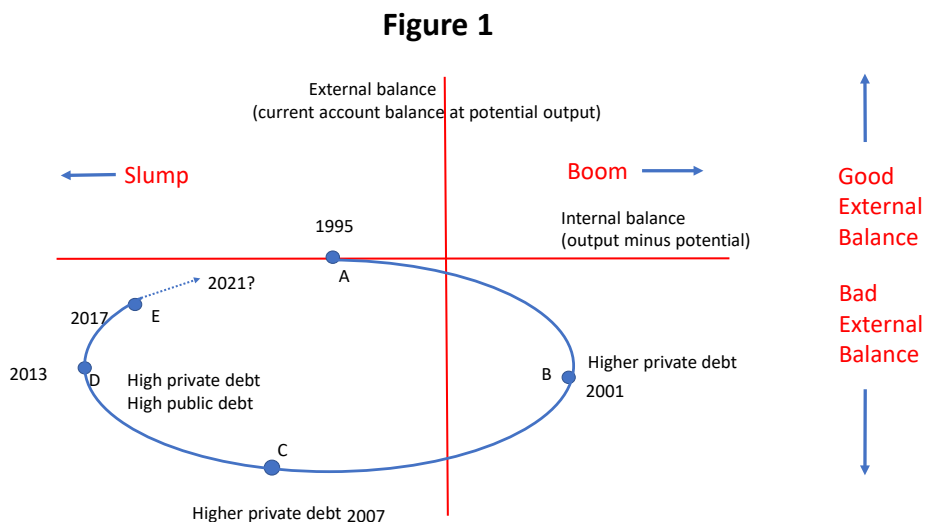 Figure 1
External balance
(current account balance at potential output)
Slump
Boom
Good
External
Balance
Internal balance
(output minus potential)
1995
A
2021?
2017
E
Bad
External
Balance
2013
D
High private debt
High public debt
B
Higher private debt
2001
C
Higher private debt 2007